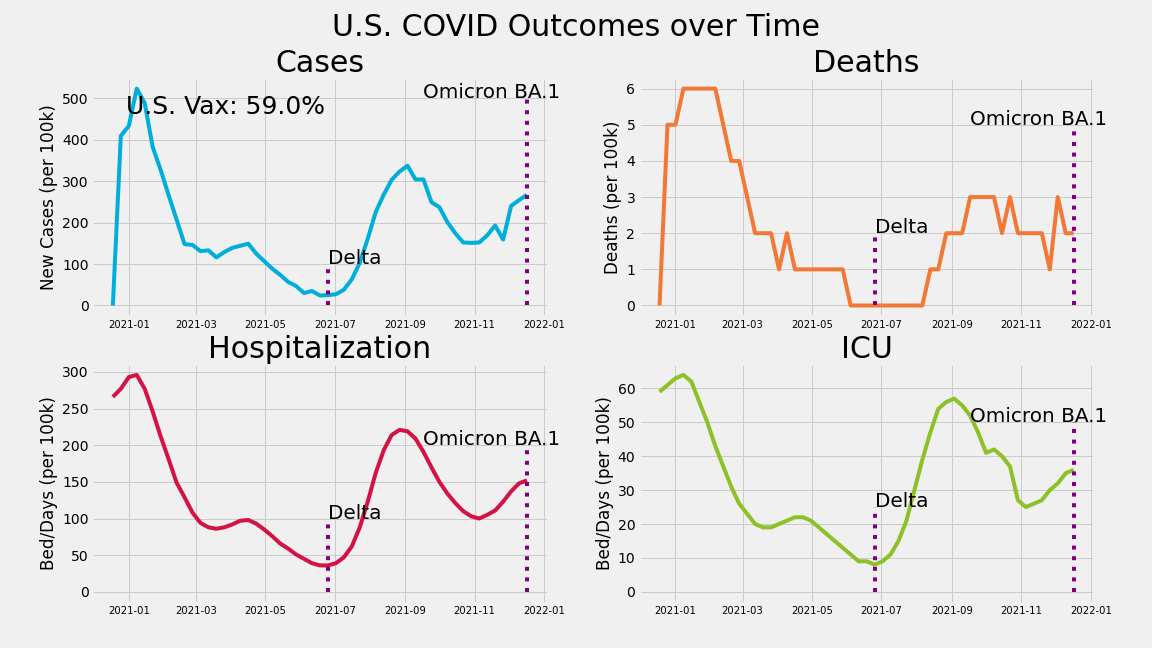 U.S. COVID Outcomes over Time
Cases
New Cases (per 100k)
500
400
300
200
100
0
U.S. Vax: 59.0%
Omicron BA.1
Delta
2021-01 2021-03 2021-05 2021-07 2021-09 2021-11 2022-01
Deaths
Deaths (per 100k)
6
5
4
3
2
1
0
Omicron BA.1
Delta
2021-01 2021-03 2021-05 2021-07 2021-09 2021-11 2022-01
Hospitalization
Bed/Days (per 100k)
300
250
200
150
100
50
0
Omicron BA.1
Delta
2021-01 2021-03 2021-05 2021-07 2021-09 2021-11 2022-01
ICU
Bed/Days (per 100k)
60
50
40
30
20
10
0
Omicron BA.1
Delta
2021-01 2021-03 2021-05 2021-07 2021-09 2021-11 2022-01